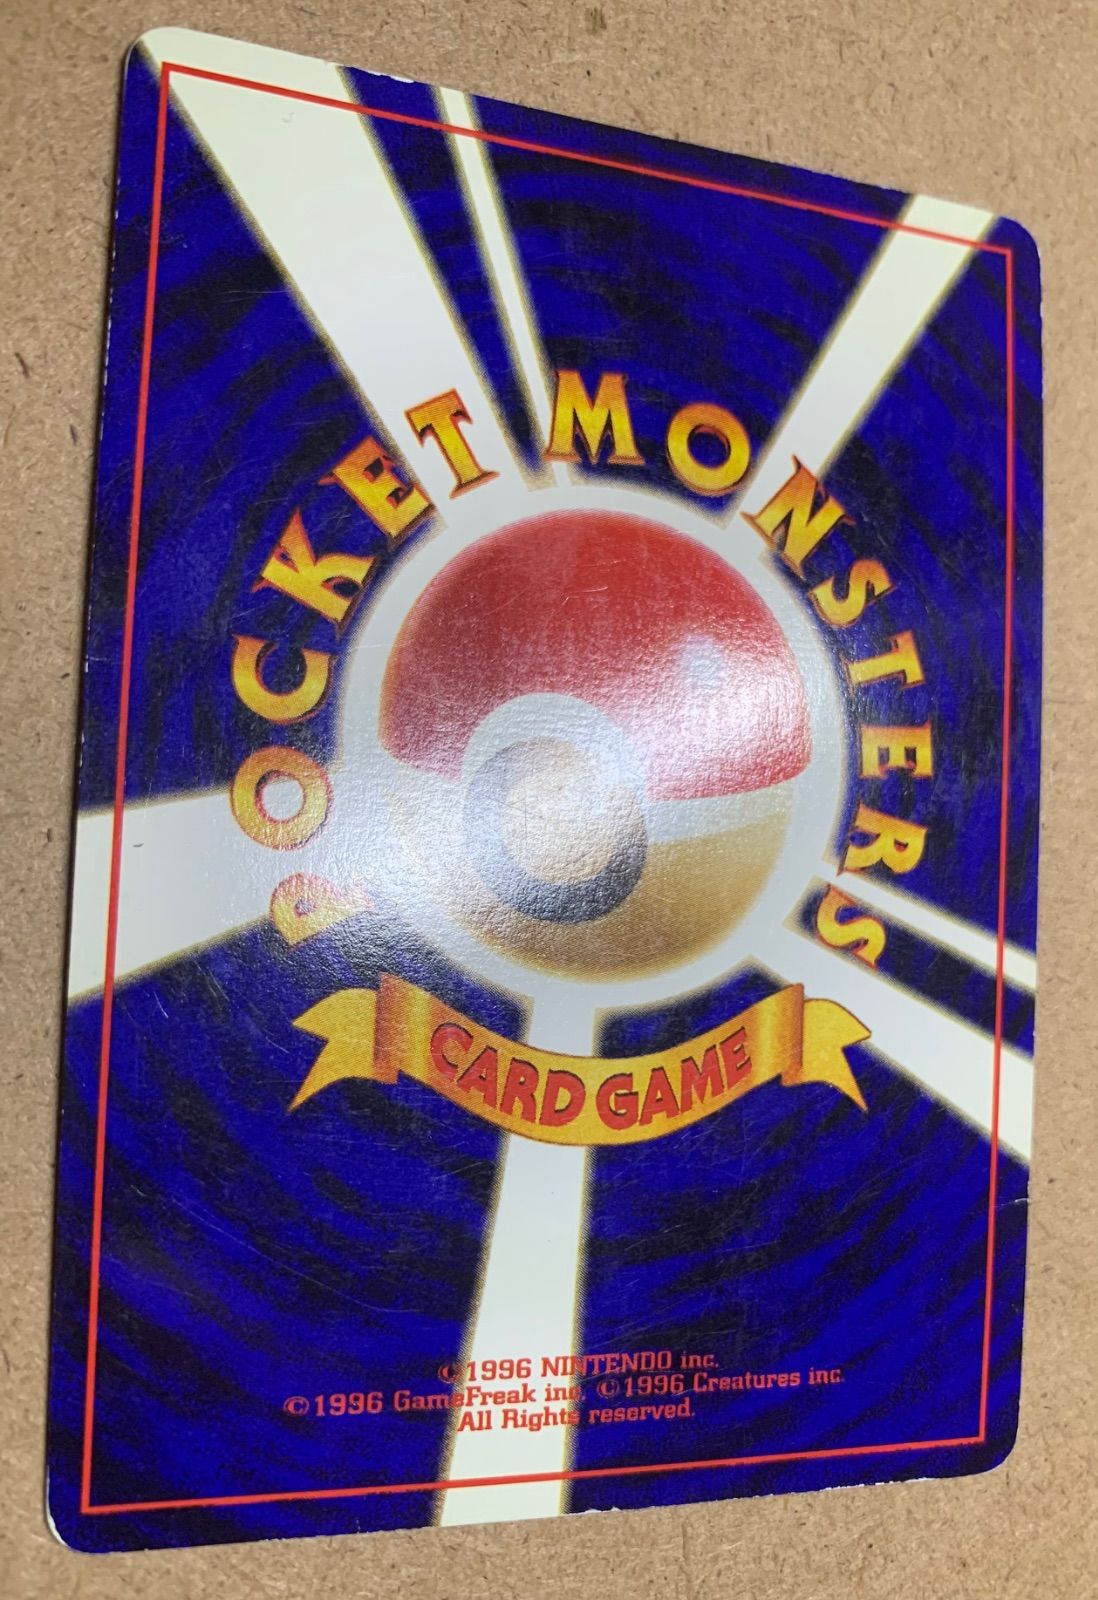 POCKET MONSTERS
CARD GAME
©1996 NINTENDO inc.
©1996 GameFreak inc. ©1996 Creatures inc.
All Rights reserved.